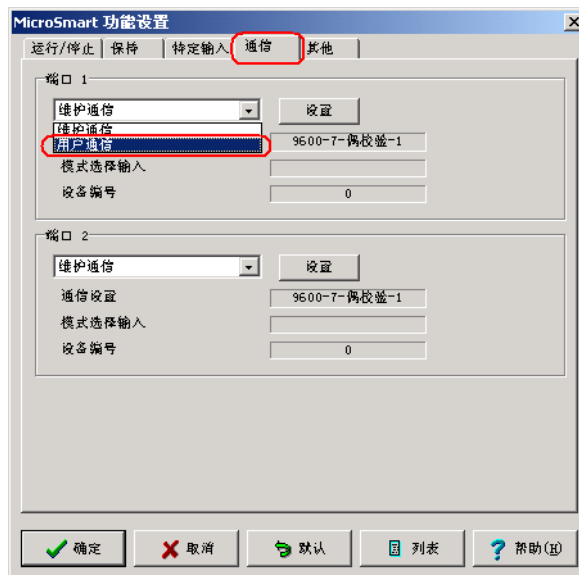 MicroSmart 功能设置
运行/停止 保持 特定输入 通信 其他
端口 1
维护通信 设置
维护通信
用户通信 9600-7-偶校验-1
模式选择输入
设备编号 0
端口 2
维护通信 设置
通信设置 9600-7-偶校验-1
模式选择输入
设备编号 0
确定 取消 默认 列表 帮助(H)